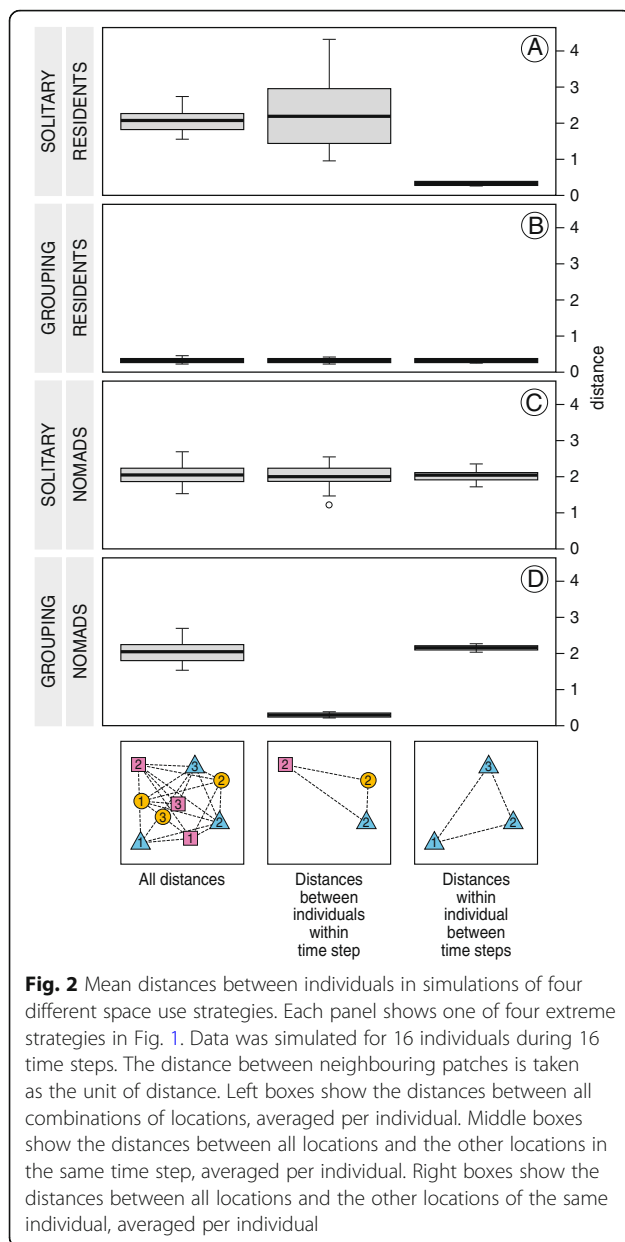 SOLITARY
RESIDENTS
A
4
3
2
1
0
GROUPING
RESIDENTS
B
4
3
2
1
0
distance
SOLITARY
NOMADS
C
4
3
2
1
0
GROUPING
NOMADS
D
4
3
2
1
0
2 3 2 1 3 3 2 1 1
2 2 2
3 2 1
All distances
Distances
between
individuals
within
time step
Distances
within
individual
between
time steps
Fig. 2 Mean distances between individuals in simulations of four
different space use strategies. Each panel shows one of four extreme
strategies in Fig. 1. Data was simulated for 16 individuals during 16
time steps. The distance between neighbouring patches is taken
as the unit of distance. Left boxes show the distances between all
combinations of locations, averaged per individual. Middle boxes
show the distances between all locations and the other locations in
the same time step, averaged per individual. Right boxes show the
distances between all locations and the other locations of the same
individual, averaged per individual